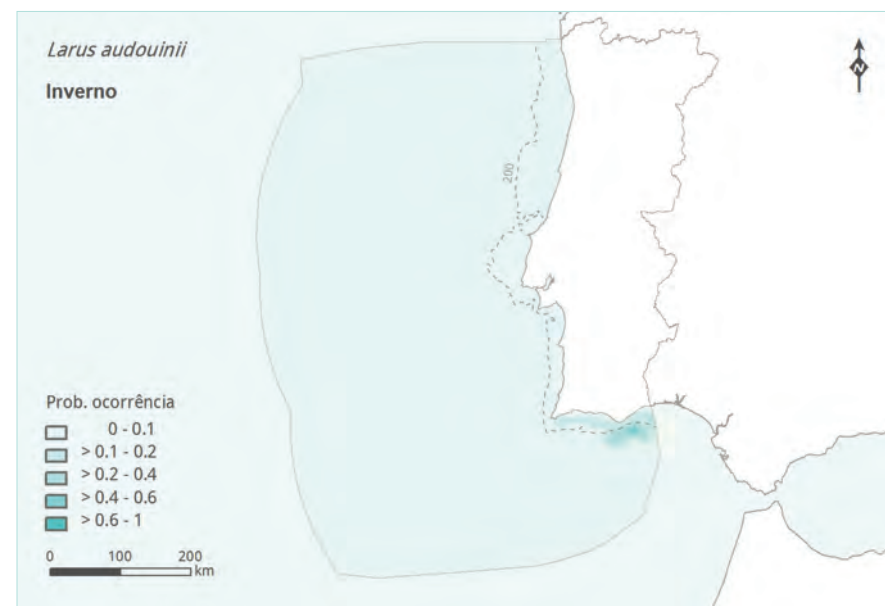 Larus audouinii
Inverno
N
200
Prob. ocorrência
0 - 0.1
> 0.1 - 0.2
> 0.2 - 0.4
> 0.4 - 0.6
> 0.6 - 1
0 100 200
km